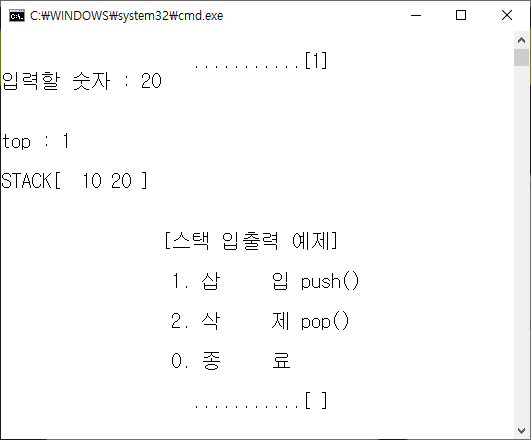 C:₩WINDOWS₩system32₩cmd.exe
...........[1]
입력할 숫자 : 20
top : 1
STACK[  10 20 ]
[스택 입출력 예제]
1. 삽     입 push()
2. 삭     제 pop()
0. 종     료
...........[ ]